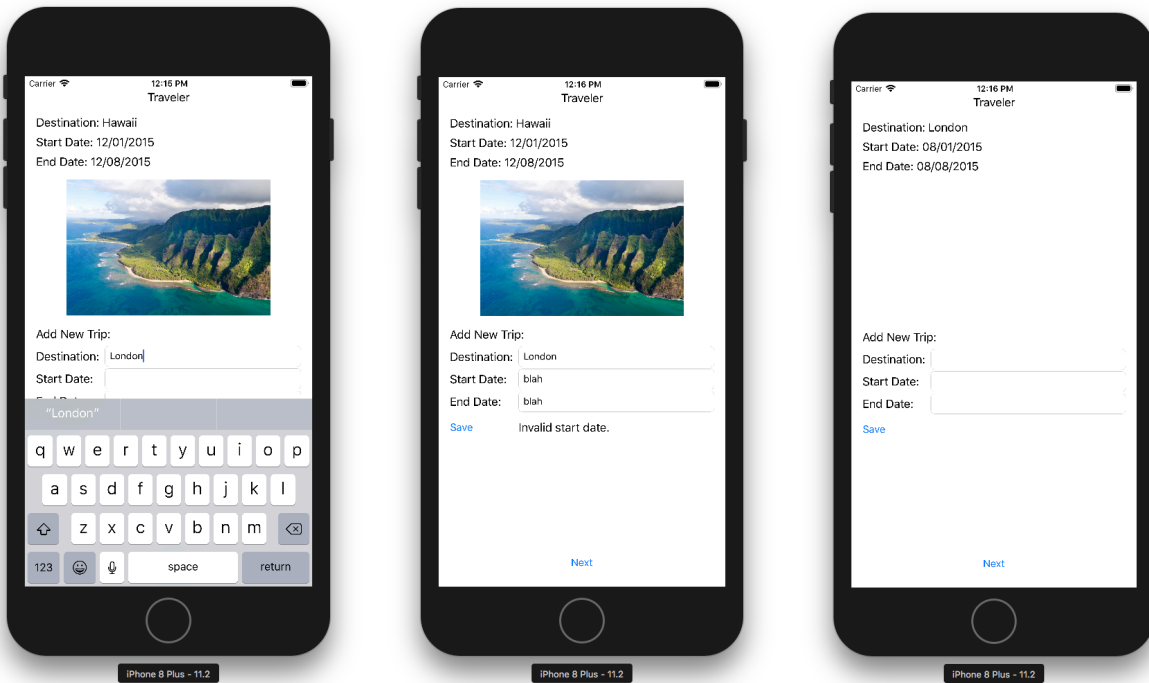 Carrier 12:16 PM
Traveler
Destination: Hawaii
Start Date: 12/01/2015
End Date: 12/08/2015
Add New Trip:
Destination: London
Start Date:
End Date:
"London"
q w e r t y u i o p
a s d f g h j k l
z x c v b n m
123 space return
iPhone 8 Plus - 11.2
Carrier 12:16 PM
Traveler
Destination: Hawaii
Start Date: 12/01/2015
End Date: 12/08/2015
Add New Trip:
Destination: London
Start Date: blah
End Date: blah
Save Invalid start date.
Next
iPhone 8 Plus - 11.2
Carrier 12:16 PM
Traveler
Destination: London
Start Date: 08/01/2015
End Date: 08/08/2015
Add New Trip:
Destination:
Start Date:
End Date:
Save
Next
iPhone 8 Plus - 11.2